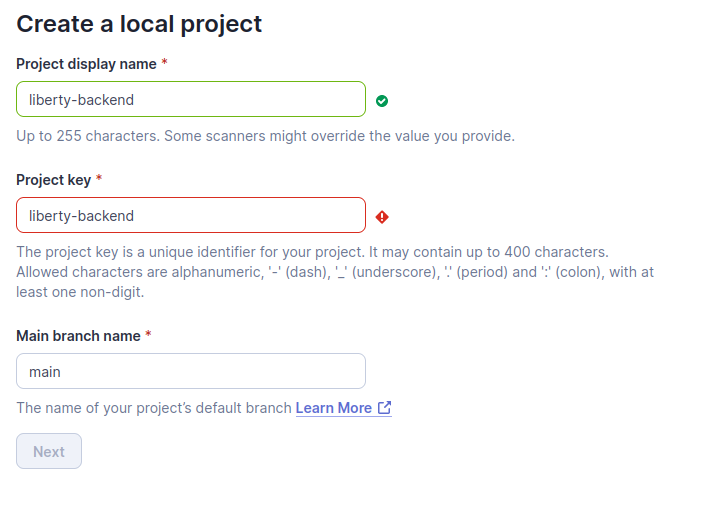 Create a local project
Project display name *
liberty-backend
Up to 255 characters. Some scanners might override the value you provide.
Project key *
liberty-backend
The project key is a unique identifier for your project. It may contain up to 400 characters.
Allowed characters are alphanumeric, '-' (dash), '_' (underscore), '.' (period) and ':' (colon), with at
least one non-digit.
Main branch name *
main
The name of your project’s default branch Learn More
Next